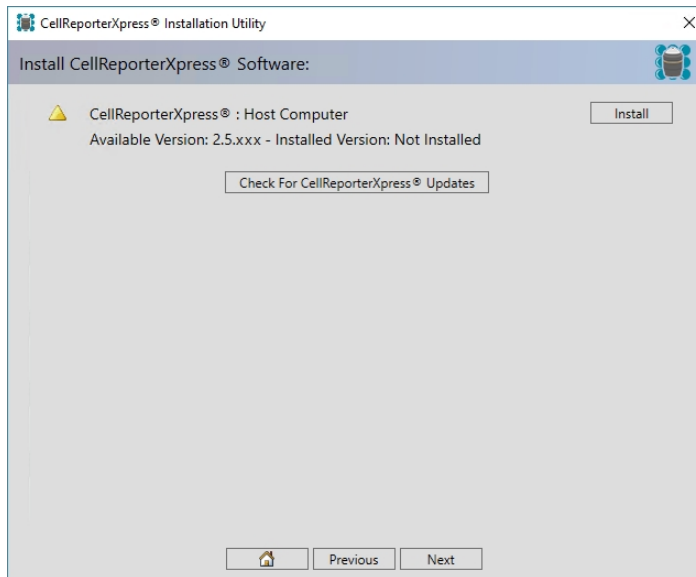 CellReporterXpress® Installation Utility
Install CellReporterXpress® Software:
CellReporterXpress® : Host Computer
Install
Available Version: 2.5.xxx - Installed Version: Not Installed
Check For CellReporterXpress® Updates
Previous
Next